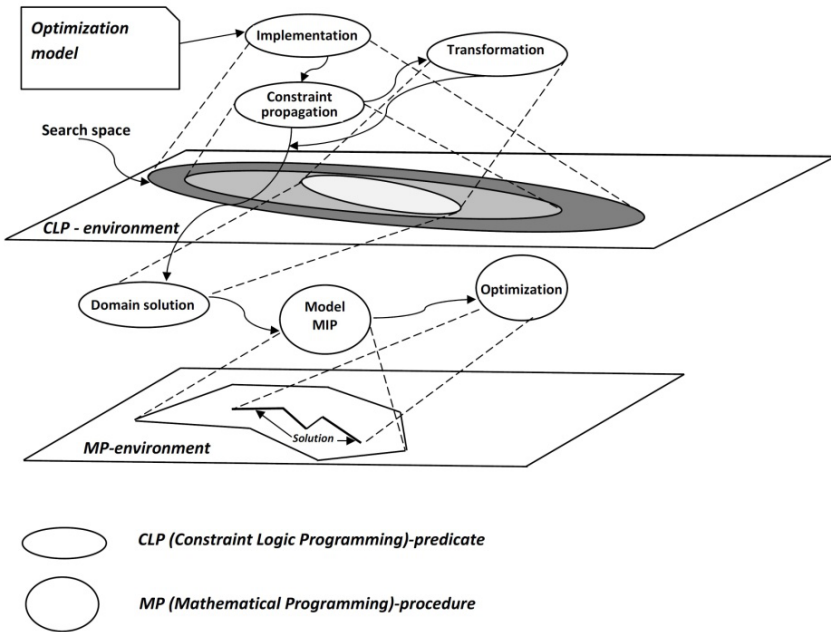 Optimization
model
Implementation
Transformation
Constraint
propagation
Search space
CLP - environment
Domain solution
Model
MIP
Optimization
Solution
MP-environment
CLP (Constraint Logic Programming)-predicate
MP (Mathematical Programming)-procedure